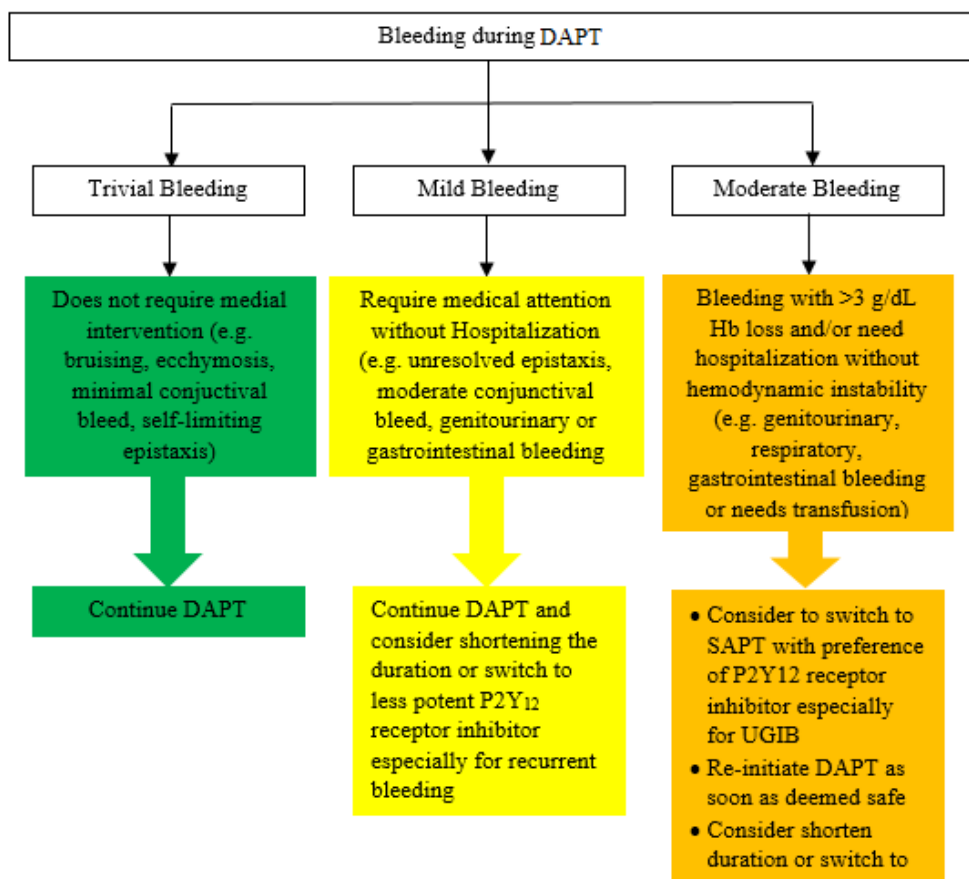 Bleeding during DAPT
Trivial Bleeding
Mild Bleeding
Moderate Bleeding
Does not require medial
intervention (e.g.
bruising, ecchymosis,
minimal conjuctival
bleed, self-limiting
epistaxis)
Require medical attention
without Hospitalization
(e.g. unresolved epistaxis,
moderate conjunctival
bleed, genitourinary or
gastrointestinal bleeding
Bleeding with >3 g/dL
Hb loss and/or need
hospitalization without
hemodynamic instability
(e.g. genitourinary,
respiratory,
gastrointestinal bleeding
or needs transfusion)
Continue DAPT
Continue DAPT and
consider shortening the
duration or switch to
less potent P2Y₁₂
receptor inhibitor
especially for recurrent
bleeding
• Consider to switch to
SAPT with preference
of P2Y12 receptor
inhibitor especially
for UGIB
• Re-initiate DAPT as
soon as deemed safe
• Consider shorten
duration or switch to